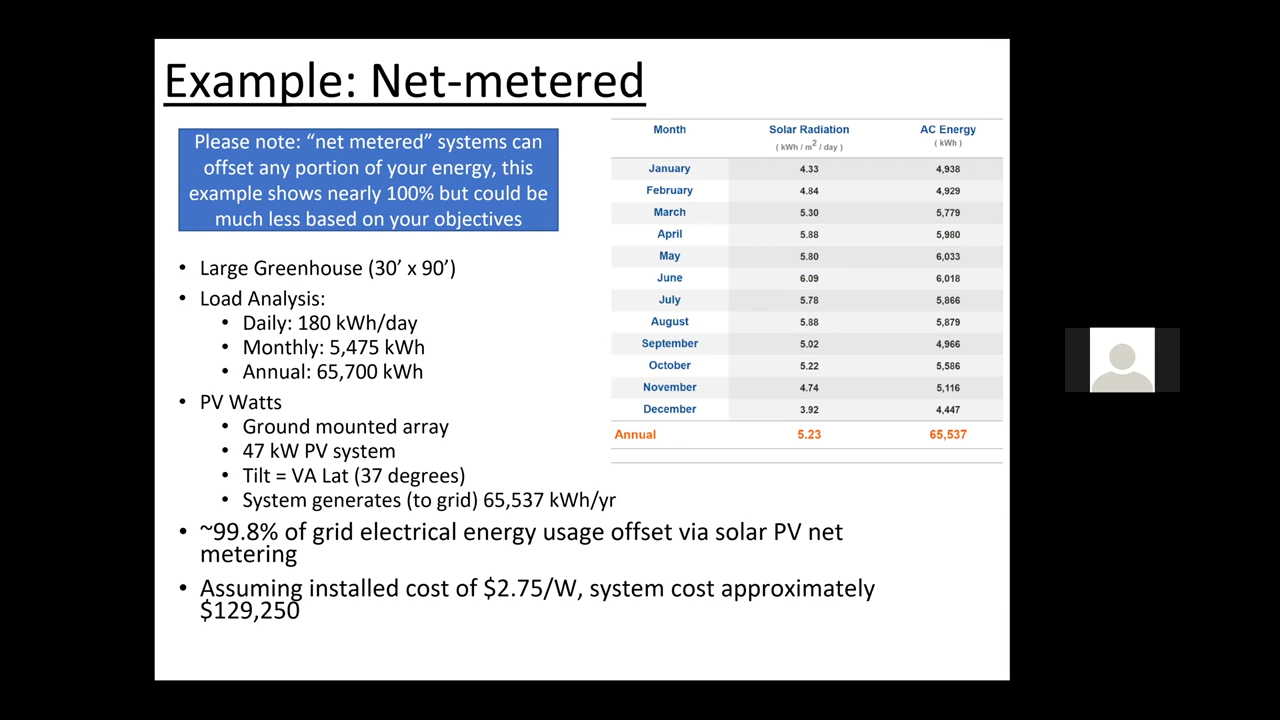 Example: Net-metered
Please note: “net metered” systems can
offset any portion of your energy, this
example shows nearly 100% but could be
much less based on your objectives
• Large Greenhouse (30’ x 90’)
• Load Analysis:
• Daily: 180 kWh/day
• Monthly: 5,475 kWh
• Annual: 65,700 kWh
• PV Watts
• Ground mounted array
• 47 kW PV system
• Tilt = VA Lat (37 degrees)
• System generates (to grid) 65,537 kWh/yr
• ~99.8% of grid electrical energy usage offset via solar PV net
metering
• Assuming installed cost of $2.75/W, system cost approximately
$129,250
Month Solar Radiation AC Energy
( kWh / m2 / day ) ( kWh )
January 4.33 4,938
February 4.84 4,929
March 5.30 5,779
April 5.88 5,980
May 5.80 6,033
June 6.09 6,018
July 5.78 5,866
August 5.88 5,879
September 5.02 4,966
October 5.22 5,586
November 4.74 5,116
December 3.92 4,447
Annual 5.23 65,537